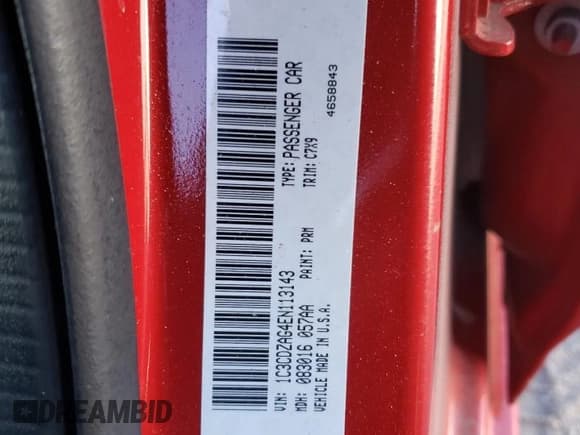 VIN: 1C3CDZAG4EN113143 TYPE: PASSENGER CAR
MDH: 083016 057AA PAINT: PRM TRIM: C7X9
VEHICLE MADE IN U.S.A. 4658843
DREAMBID